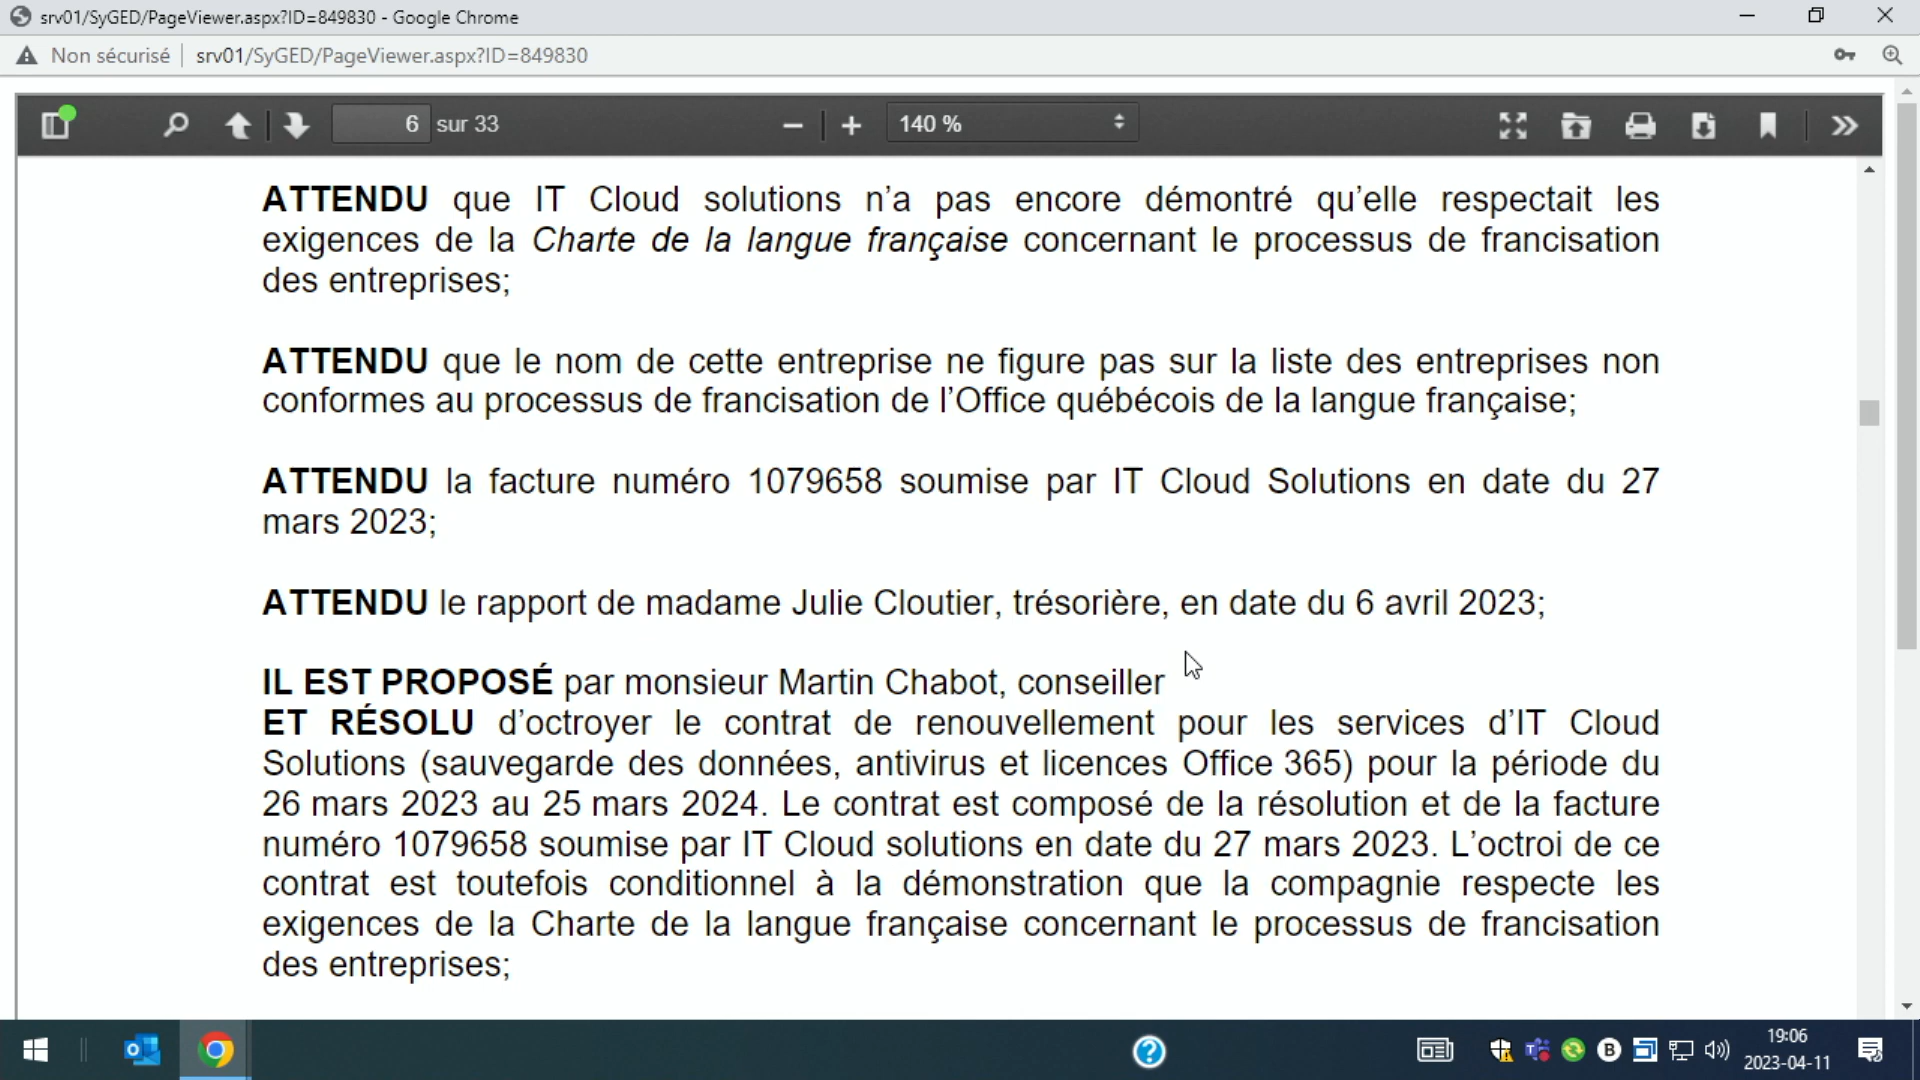 srv01/SyGED/PageViewer.aspx?ID=849830 - Google Chrome
Non sécurisé srv01/SyGED/PageViewer.aspx?ID=849830
6 sur 33 140 %
ATTENDU que IT Cloud solutions n'a pas encore démontré qu'elle respectait les
exigences de la Charte de la langue française concernant le processus de francisation
des entreprises;
ATTENDU que le nom de cette entreprise ne figure pas sur la liste des entreprises non
conformes au processus de francisation de l'Office québécois de la langue française;
ATTENDU la facture numéro 1079658 soumise par IT Cloud Solutions en date du 27
mars 2023;
ATTENDU le rapport de madame Julie Cloutier, trésorière, en date du 6 avril 2023;
IL EST PROPOSÉ par monsieur Martin Chabot, conseiller
ET RÉSOLU d'octroyer le contrat de renouvellement pour les services d'IT Cloud
Solutions (sauvegarde des données, antivirus et licences Office 365) pour la période du
26 mars 2023 au 25 mars 2024. Le contrat est composé de la résolution et de la facture
numéro 1079658 soumise par IT Cloud solutions en date du 27 mars 2023. L'octroi de ce
contrat est toutefois conditionnel à la démonstration que la compagnie respecte les
exigences de la Charte de la langue française concernant le processus de francisation
des entreprises;
19:06
2023-04-11